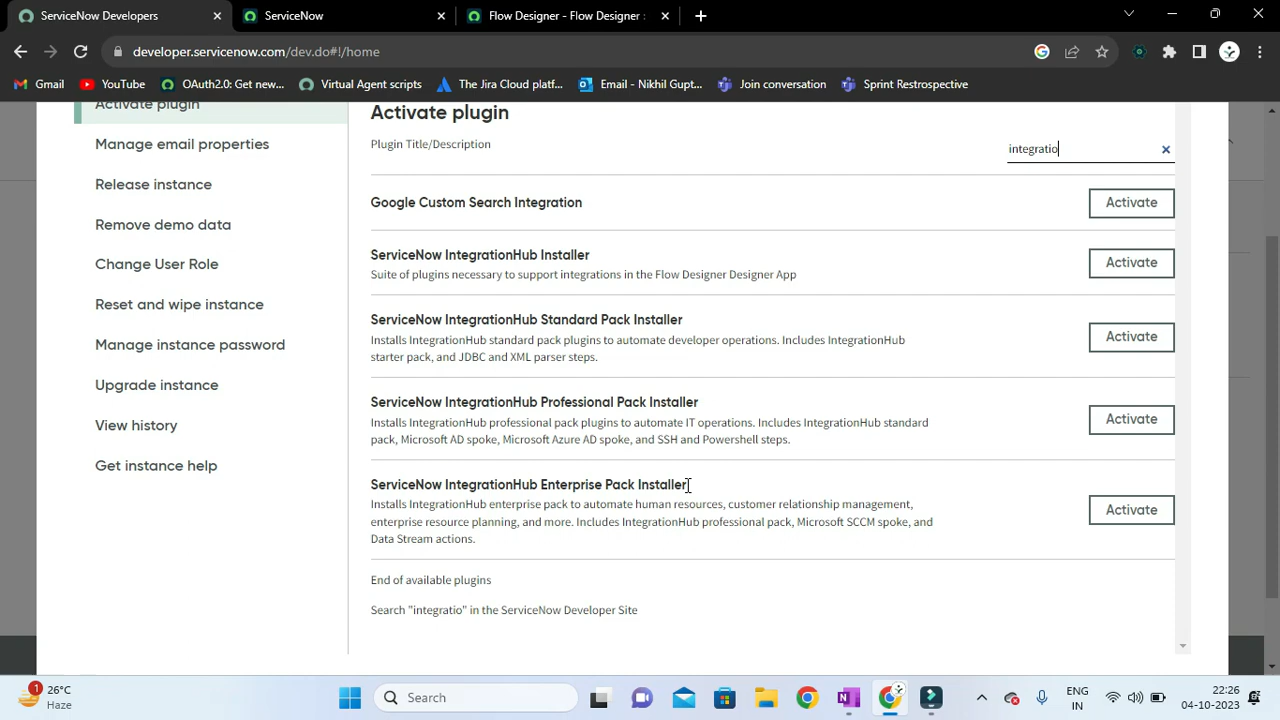 ServiceNow Developers
ServiceNow
Flow Designer - Flow Designer :
developer.servicenow.com/dev.do#!/home
Gmail
YouTube
OAuth2.0: Get new...
Virtual Agent scripts
The Jira Cloud platf...
Email - Nikhil Gupt...
Join conversation
Sprint Restrospective
Activate plugin
Manage email properties
Release instance
Remove demo data
Change User Role
Reset and wipe instance
Manage instance password
Upgrade instance
View history
Get instance help
Activate plugin
Plugin Title/Description
integratio
Google Custom Search Integration
Activate
ServiceNow IntegrationHub Installer
Suite of plugins necessary to support integrations in the Flow Designer Designer App
Activate
ServiceNow IntegrationHub Standard Pack Installer
Installs IntegrationHub standard pack plugins to automate developer operations. Includes IntegrationHub
starter pack, and JDBC and XML parser steps.
Activate
ServiceNow IntegrationHub Professional Pack Installer
Installs IntegrationHub professional pack plugins to automate IT operations. Includes IntegrationHub standard
pack, Microsoft AD spoke, Microsoft Azure AD spoke, and SSH and Powershell steps.
Activate
ServiceNow IntegrationHub Enterprise Pack Installer
Installs IntegrationHub enterprise pack to automate human resources, customer relationship management,
enterprise resource planning, and more. Includes IntegrationHub professional pack, Microsoft SCCM spoke, and
Data Stream actions.
Activate
End of available plugins
Search "integratio" in the ServiceNow Developer Site
1
26°C
Haze
Search
ENG
IN
22:26
04-10-2023